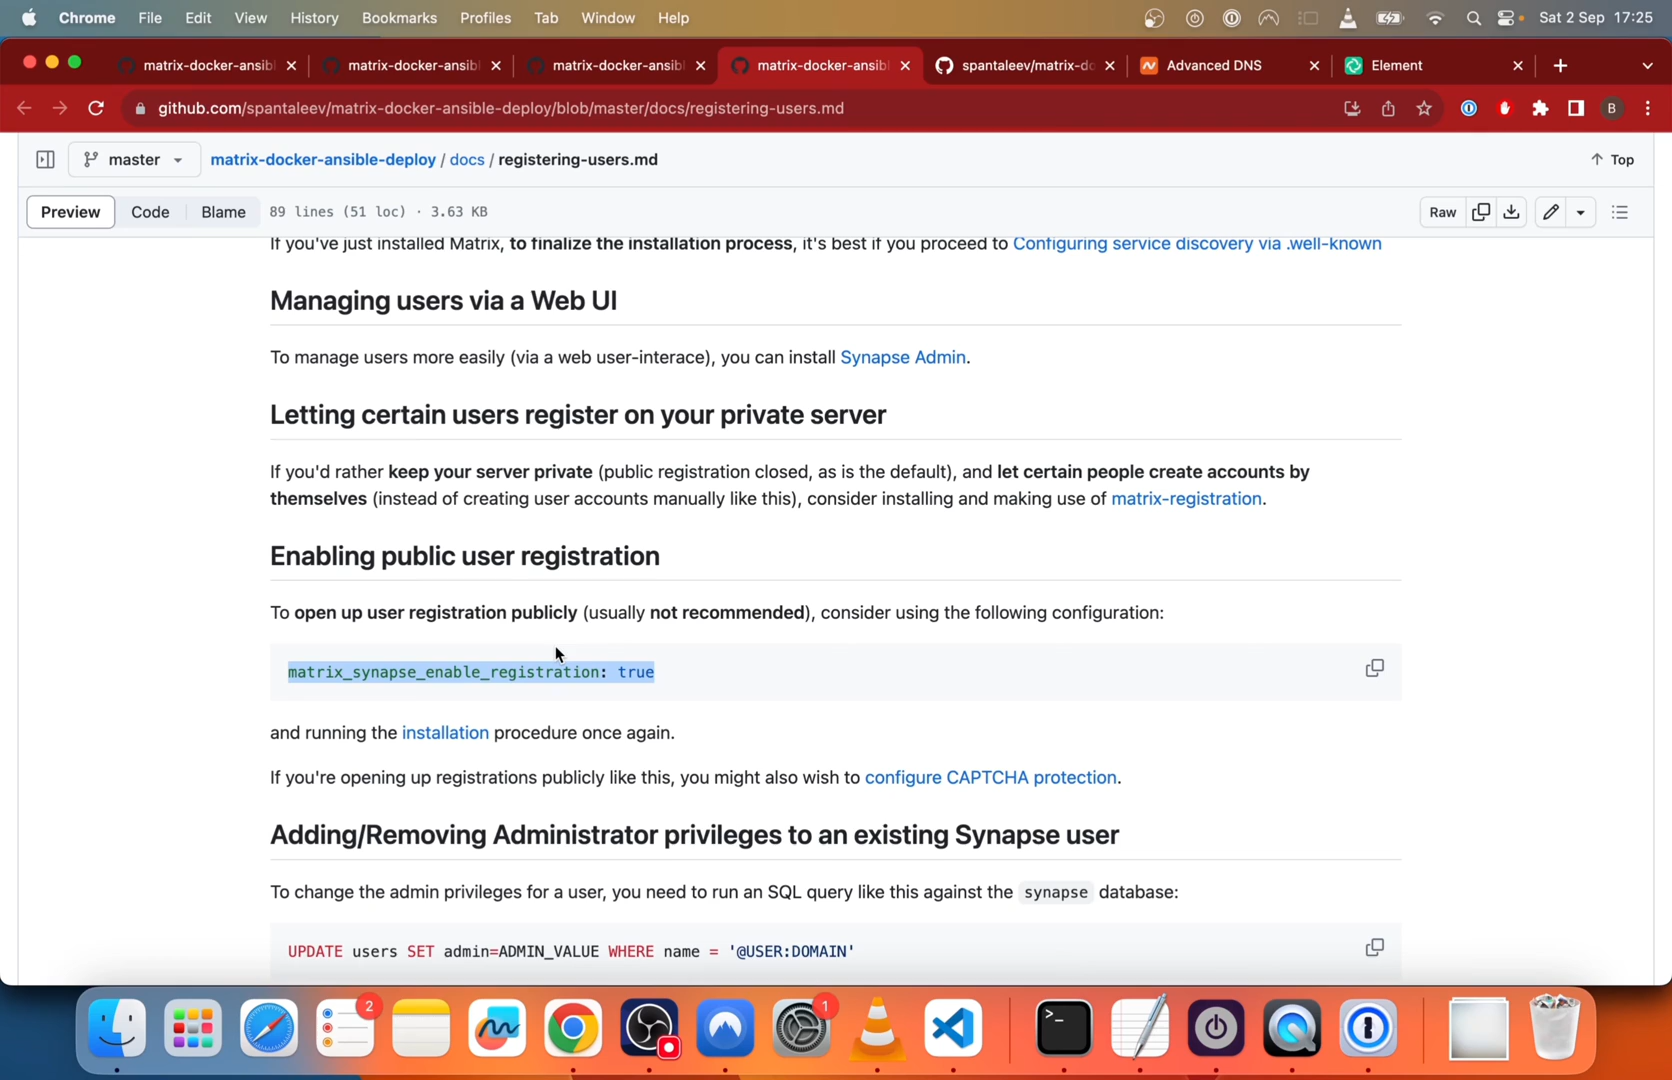 Chrome File Edit View History Bookmarks Profiles Tab Window Help Sat 2 Sep 17:25
matrix-docker-ansibl matrix-docker-ansibl matrix-docker-ansibl matrix-docker-ansibl spantaleev/matrix-do Advanced DNS Element
github.com/spantaleev/matrix-docker-ansible-deploy/blob/master/docs/registering-users.md B
master matrix-docker-ansible-deploy / docs / registering-users.md Top
Preview Code Blame 89 lines (51 loc) · 3.63 KB Raw
If you've just installed Matrix, to finalize the installation process, it's best if you proceed to Configuring service discovery via .well-known
Managing users via a Web UI
To manage users more easily (via a web user-interace), you can install Synapse Admin.
Letting certain users register on your private server
If you'd rather keep your server private (public registration closed, as is the default), and let certain people create accounts by
themselves (instead of creating user accounts manually like this), consider installing and making use of matrix-registration.
Enabling public user registration
To open up user registration publicly (usually not recommended), consider using the following configuration:
matrix_synapse_enable_registration: true
and running the installation procedure once again.
If you're opening up registrations publicly like this, you might also wish to configure CAPTCHA protection.
Adding/Removing Administrator privileges to an existing Synapse user
To change the admin privileges for a user, you need to run an SQL query like this against the synapse database:
UPDATE users SET admin=ADMIN_VALUE WHERE name = '@USER:DOMAIN'
2 1